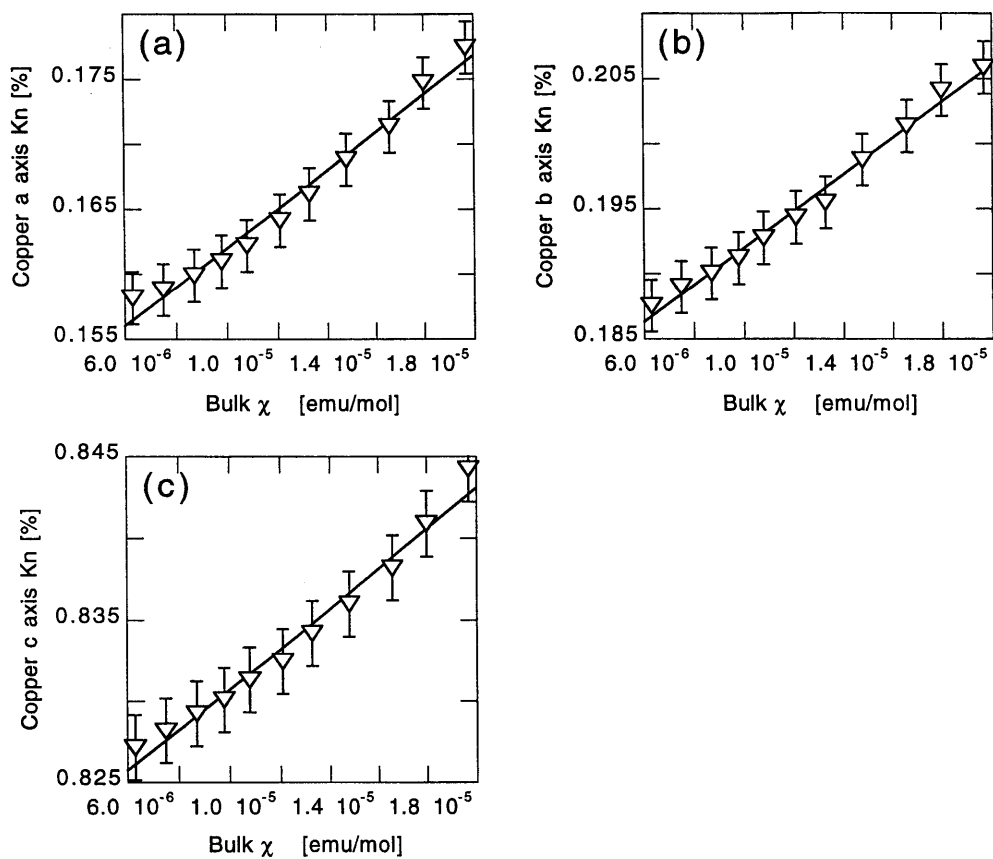 (a)
Copper a axis Kn [%]
0.175
0.165
0.155
6.0 10⁻⁶ 1.0 10⁻⁵ 1.4 10⁻⁵ 1.8 10⁻⁵
Bulk χ [emu/mol]
(b)
Copper b axis Kn [%]
0.205
0.195
0.185
6.0 10⁻⁶ 1.0 10⁻⁵ 1.4 10⁻⁵ 1.8 10⁻⁵
Bulk χ [emu/mol]
(c)
Copper c axis Kn [%]
0.845
0.835
0.825
6.0 10⁻⁶ 1.0 10⁻⁵ 1.4 10⁻⁵ 1.8 10⁻⁵
Bulk χ [emu/mol]